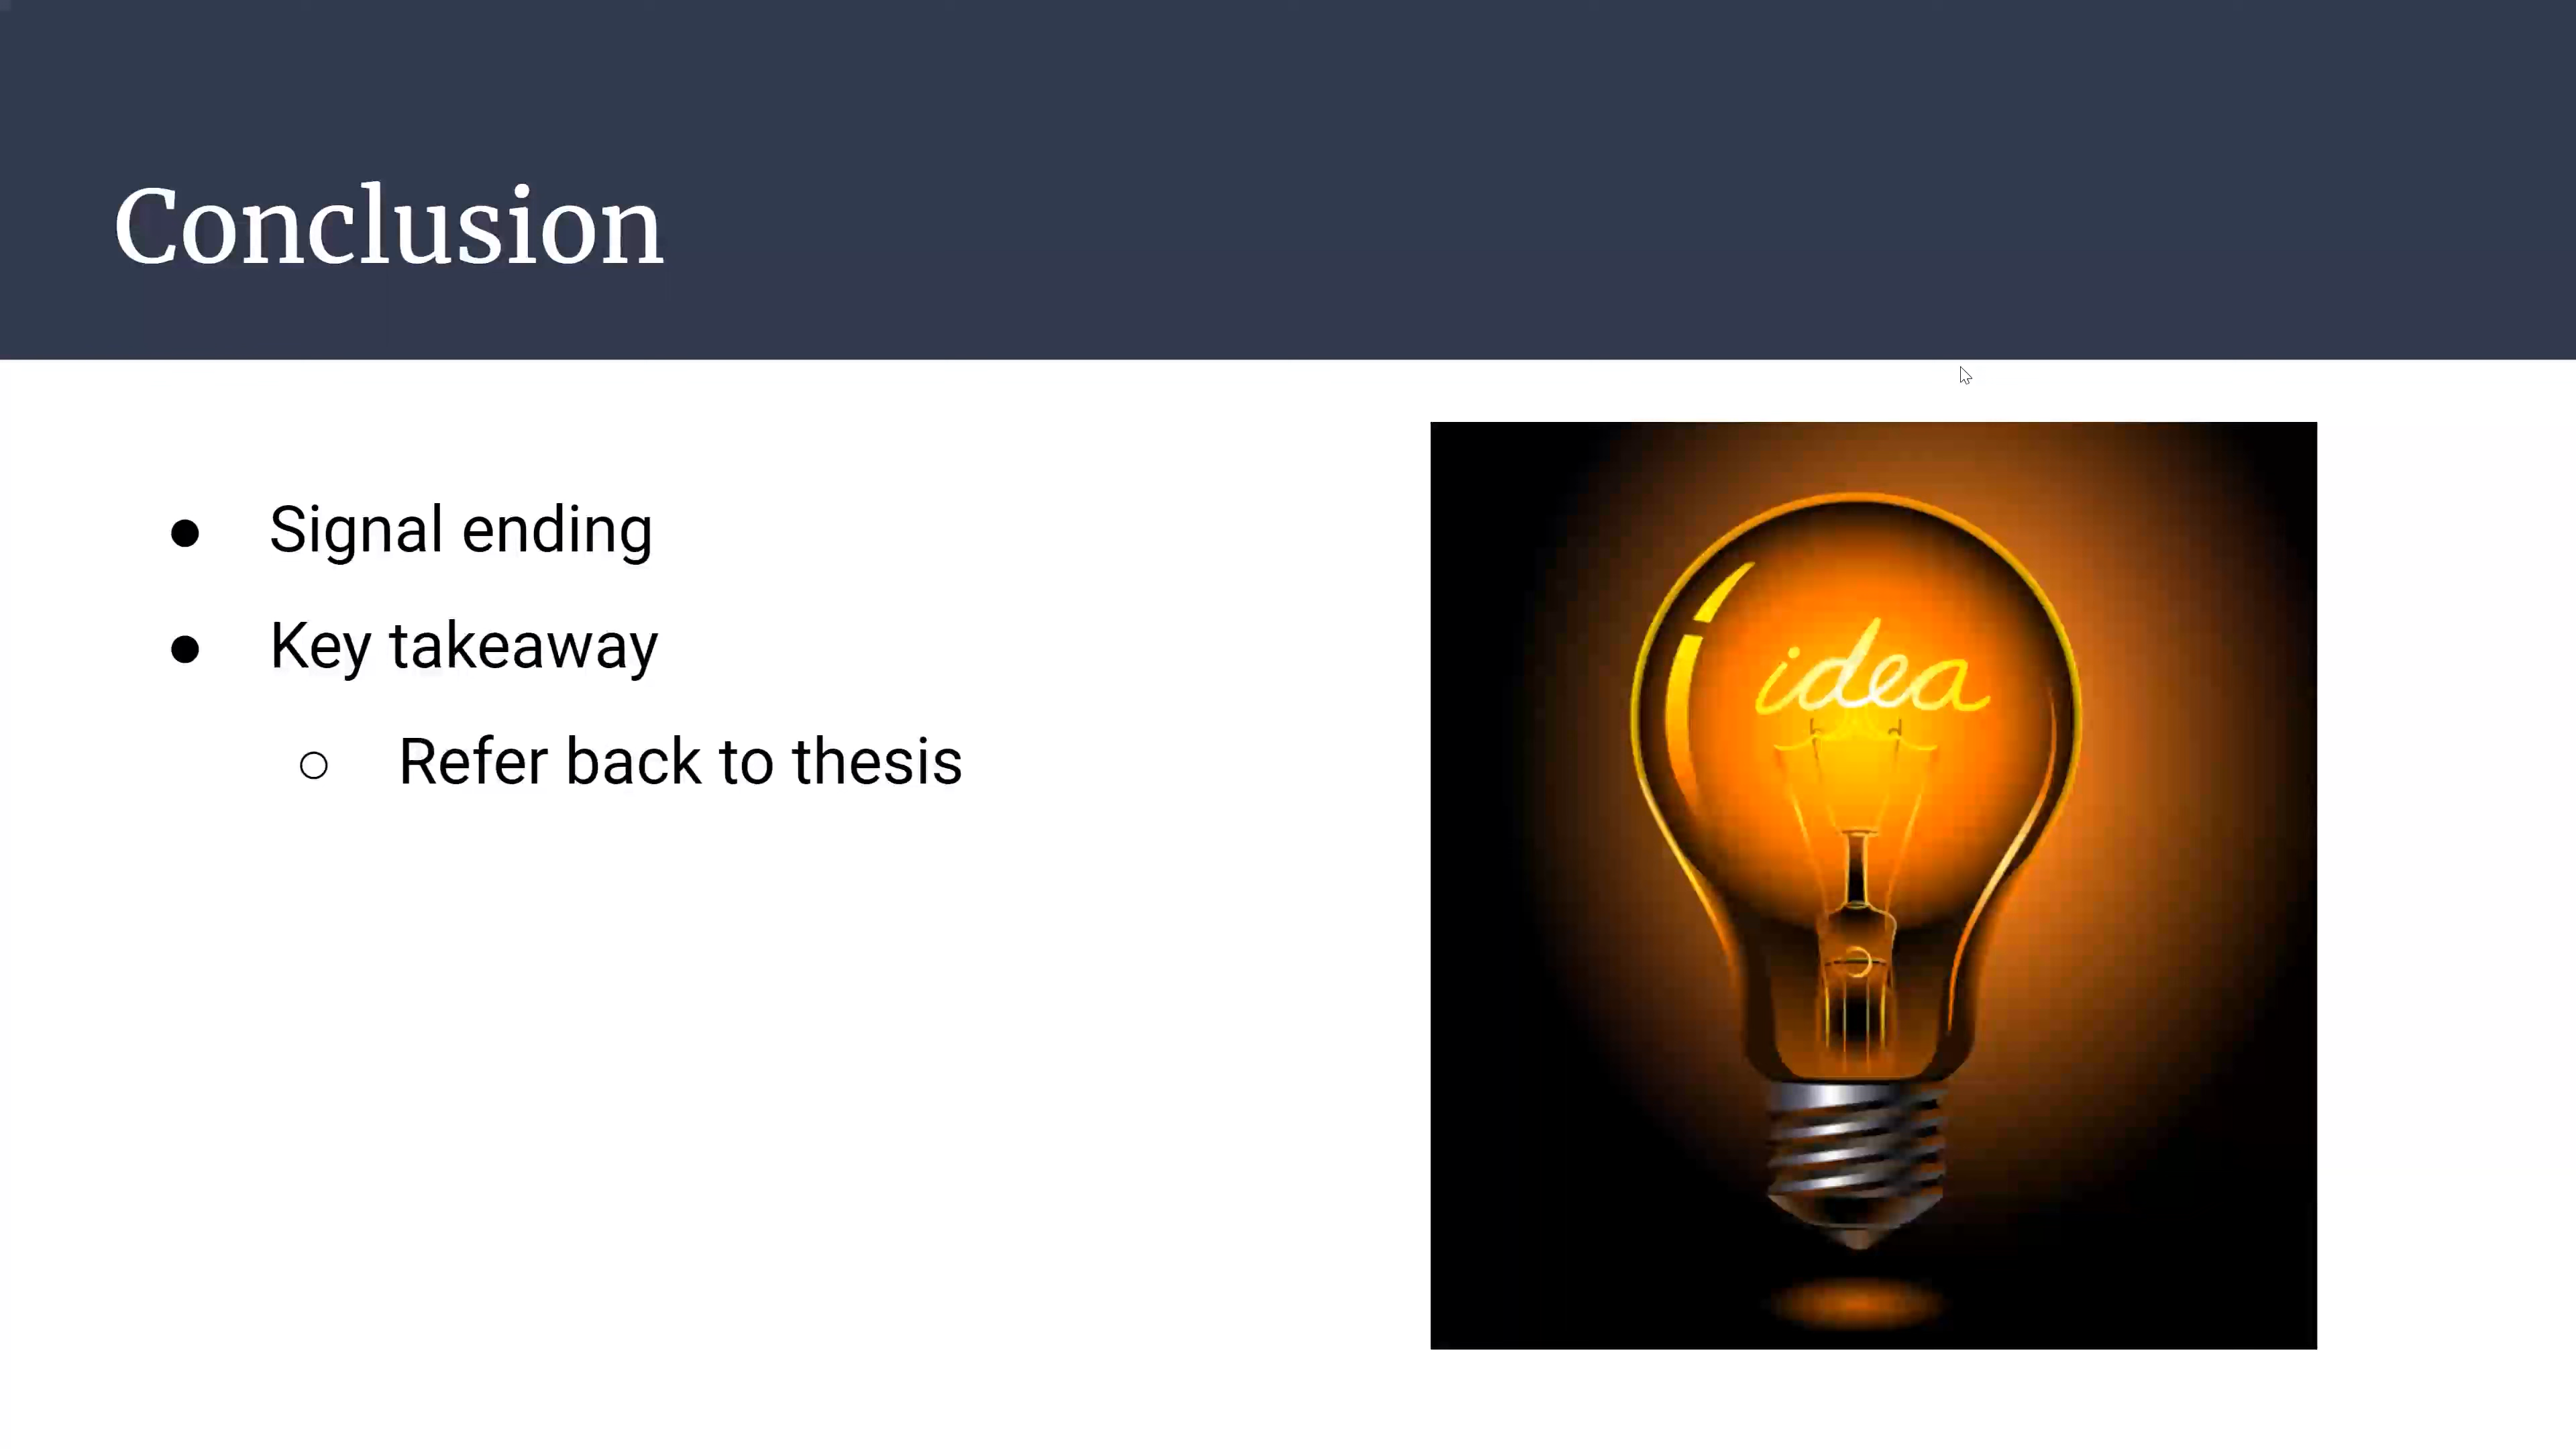 Conclusion
Signal ending
Key takeaway
Refer back to thesis
idea